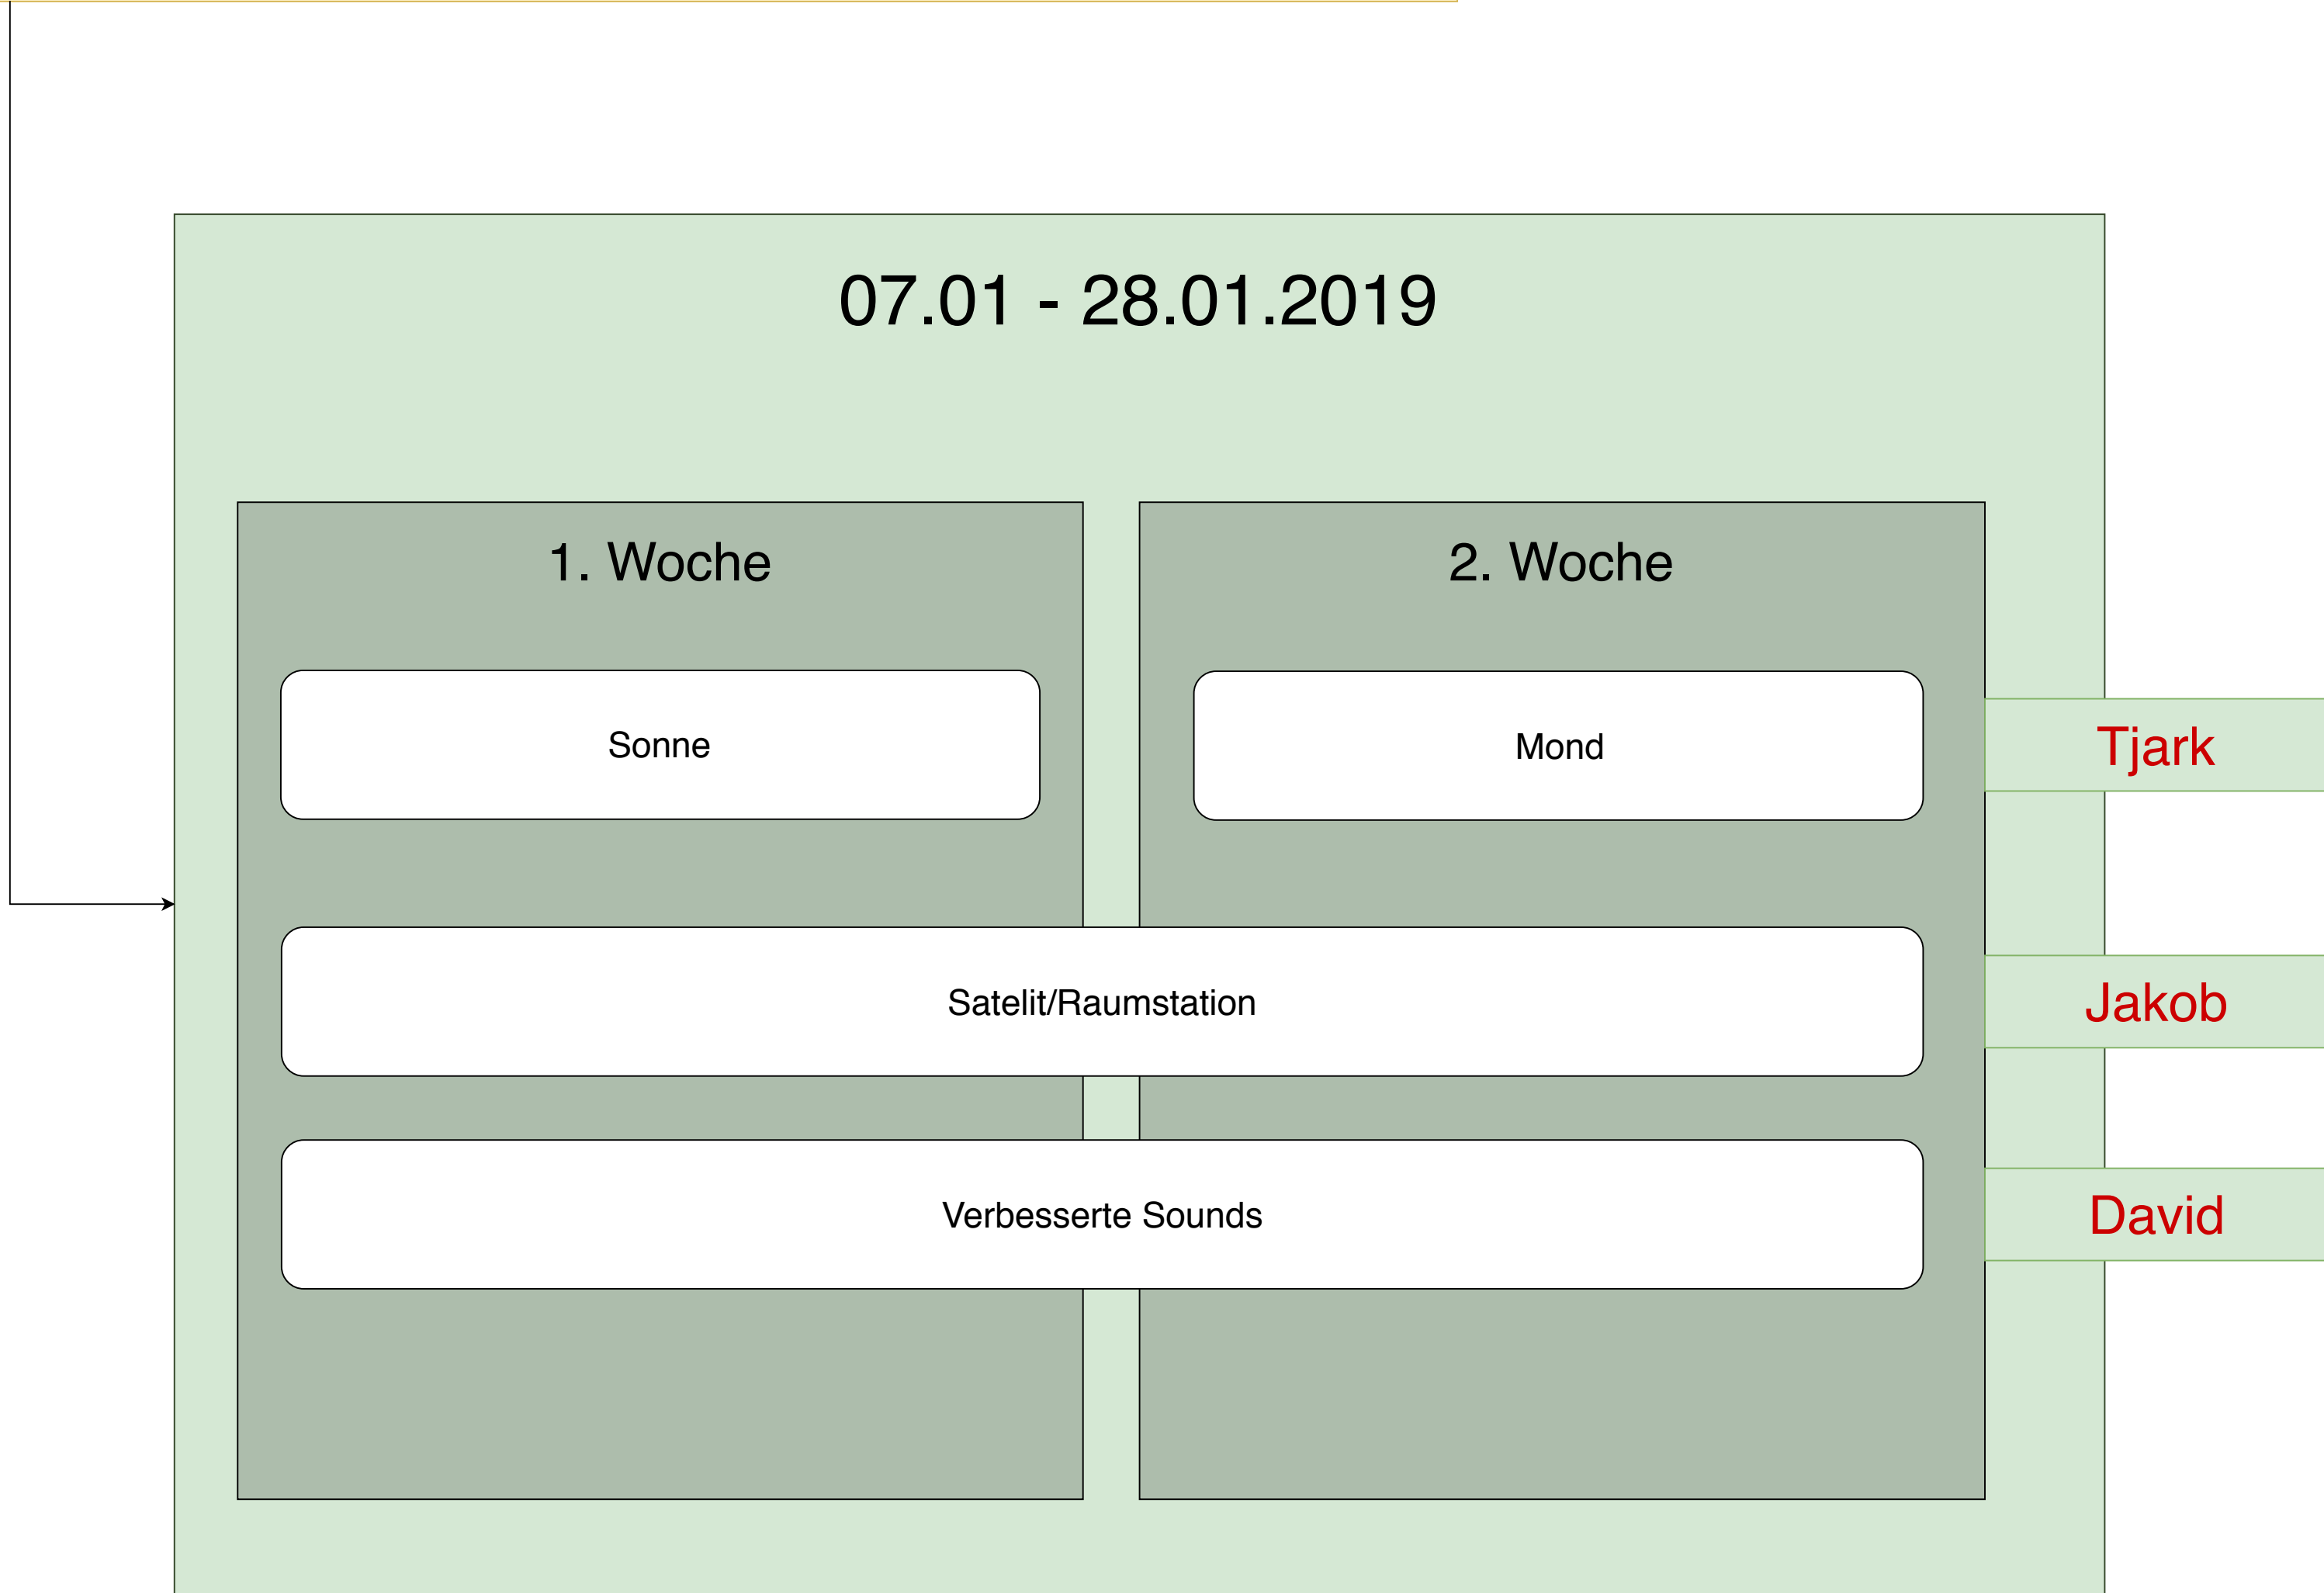 07.01 - 28.01.2019
1. Woche
2. Woche
Sonne
Mond
Tjark
Satelit/Raumstation
Jakob
Verbesserte Sounds
David